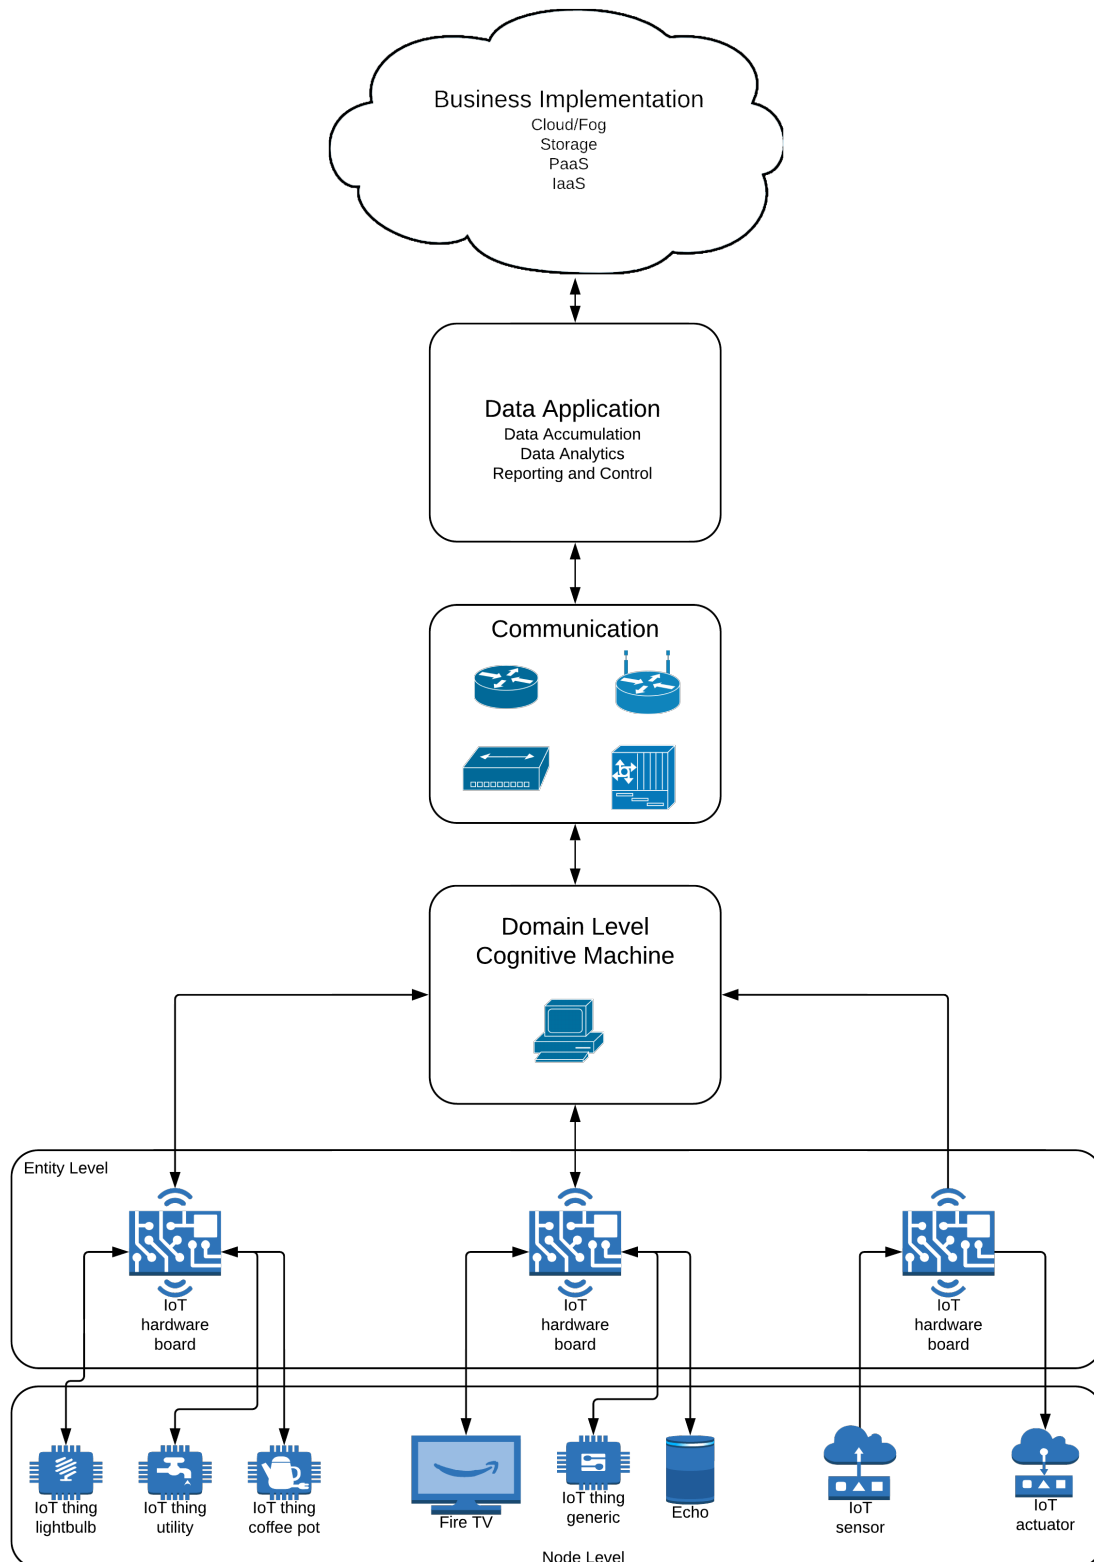 Business Implementation
Cloud/Fog
Storage
PaaS
IaaS
Data Application
Data Accumulation
Data Analytics
Reporting and Control
Communication
Domain Level
Cognitive Machine
Entity Level
IoT
hardware
board
IoT
hardware
board
IoT
hardware
board
IoT thing
lightbulb
IoT thing
utility
IoT thing
coffee pot
Fire TV
IoT thing
generic
Echo
IoT
sensor
IoT
actuator
Node Level